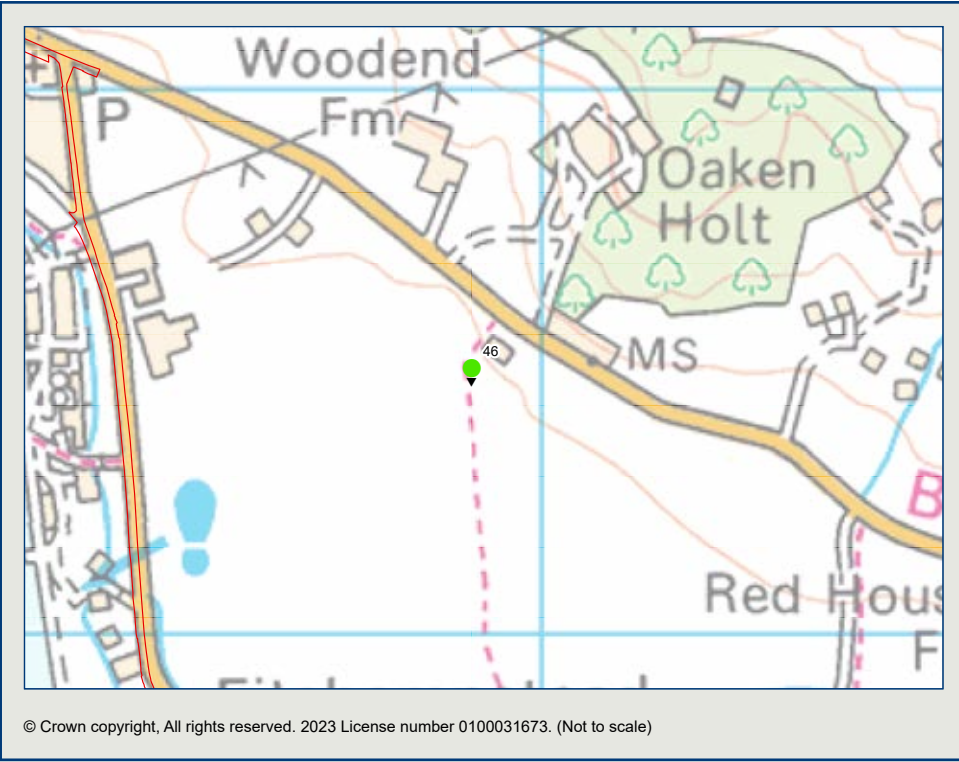 Woodend
P
Fm
Oaken
Holt
46
MS
B
Red Hous
F
© Crown copyright, All rights reserved. 2023 License number 0100031673. (Not to scale)